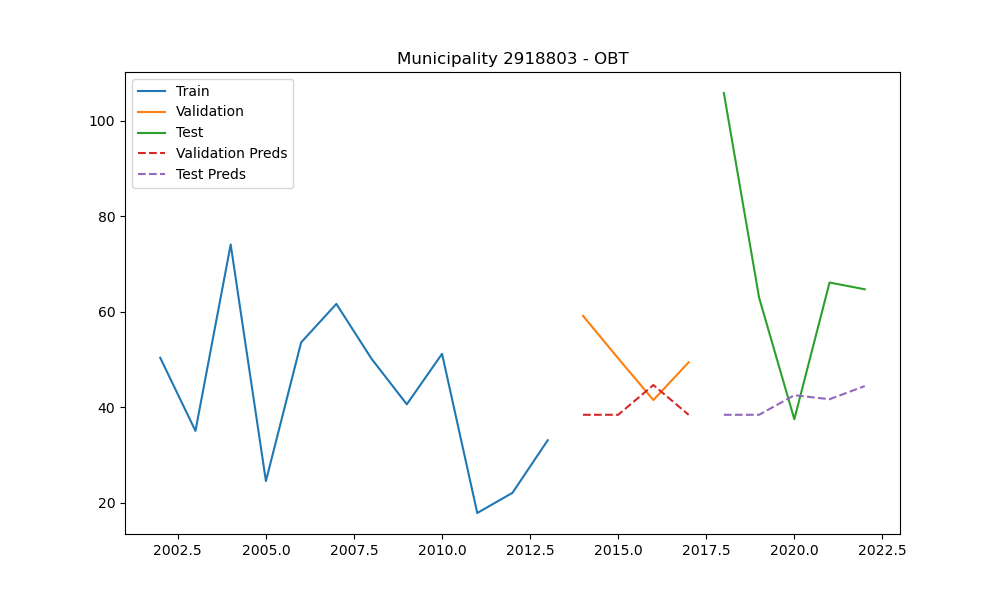 Municipality 2918803 - OBT
Train
Validation
Test
Validation Preds
Test Preds
100
80
60
40
20
2002.5 2005.0 2007.5 2010.0 2012.5 2015.0 2017.5 2020.0 2022.5